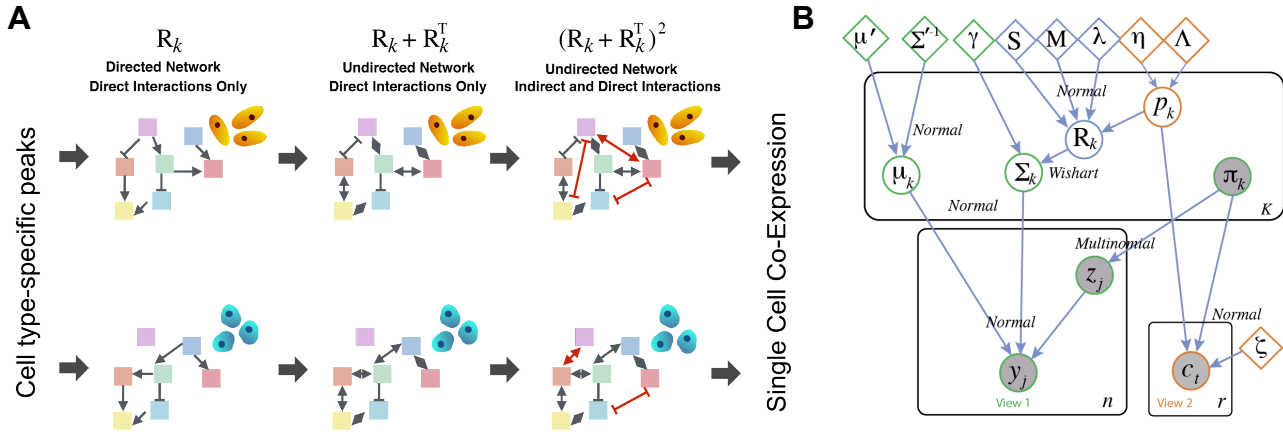 A
Cell type-specific peaks
R_k
Directed Network
Direct Interactions Only
R_k + R_k^T
Undirected Network
Direct Interactions Only
(R_k + R_k^T)^2
Undirected Network
Indirect and Direct Interactions
Single Cell Co-Expression
B
μ′ Σ′⁻¹ γ S M λ η Λ
Normal
p_k
Normal
R_k
μ_k
Σ_k
Wishart
π_k
Normal
K
Multinomial
z_j
Normal
Normal
ζ
y_j
c_t
View 1
n
View 2
r